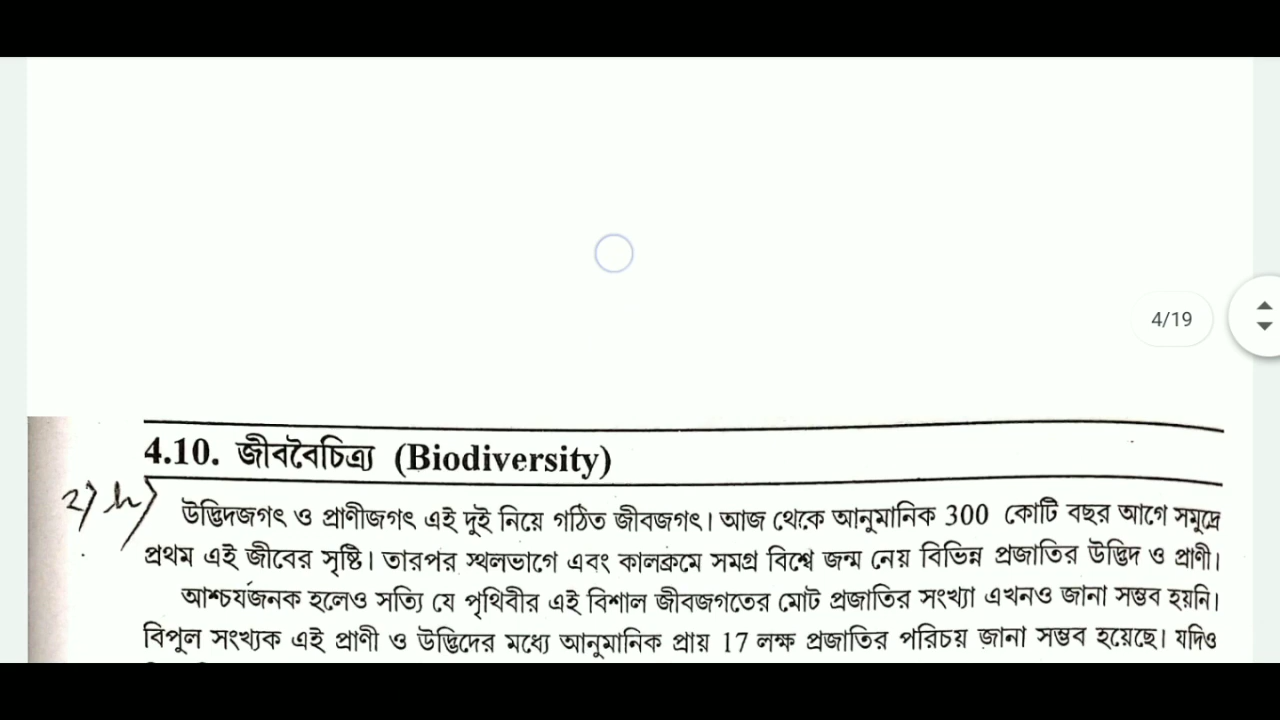 4/19
4.10. জীববৈচিত্র্য (Biodiversity)
2) h)
উদ্ভিদজগৎ ও প্রাণীজগৎ এই দুই নিয়ে গঠিত জীবজগৎ। আজ থেকে আনুমানিক 300 কোটি বছর আগে সমুদ্রে
প্রথম এই জীবের সৃষ্টি। তারপর স্থলভাগে এবং কালক্রমে সমগ্র বিশ্বে জন্ম নেয় বিভিন্ন প্রজাতির উদ্ভিদ ও প্রাণী।
আশ্চর্যজনক হলেও সত্যি যে পৃথিবীর এই বিশাল জীবজগতের মোট প্রজাতির সংখ্যা এখনও জানা সম্ভব হয়নি।
বিপুল সংখ্যক এই প্রাণী ও উদ্ভিদের মধ্যে আনুমানিক প্রায় 17 লক্ষ প্রজাতির পরিচয় জানা সম্ভব হয়েছে। যদিও